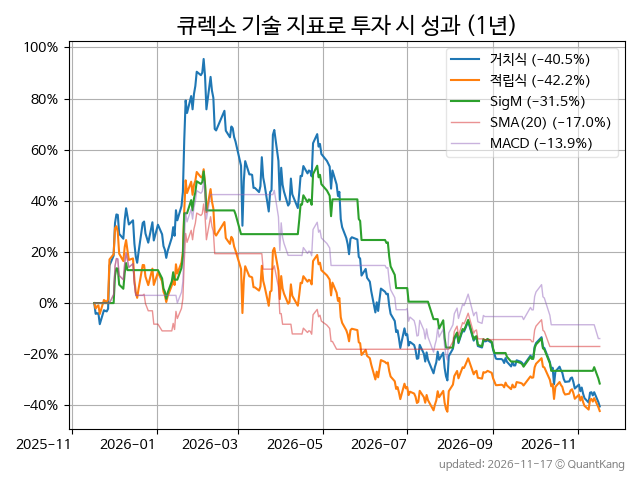 큐렉소 기술 지표로 투자 시 성과 (1년)
100%
80%
60%
40%
20%
0%
−20%
−40%
거치식 (−40.5%)
적립식 (−42.2%)
SigM (−31.5%)
SMA(20) (−17.0%)
MACD (−13.9%)
2025-11
2026-01
2026-03
2026-05
2026-07
2026-09
2026-11
updated: 2026-11-17 ⓒ QuantKang